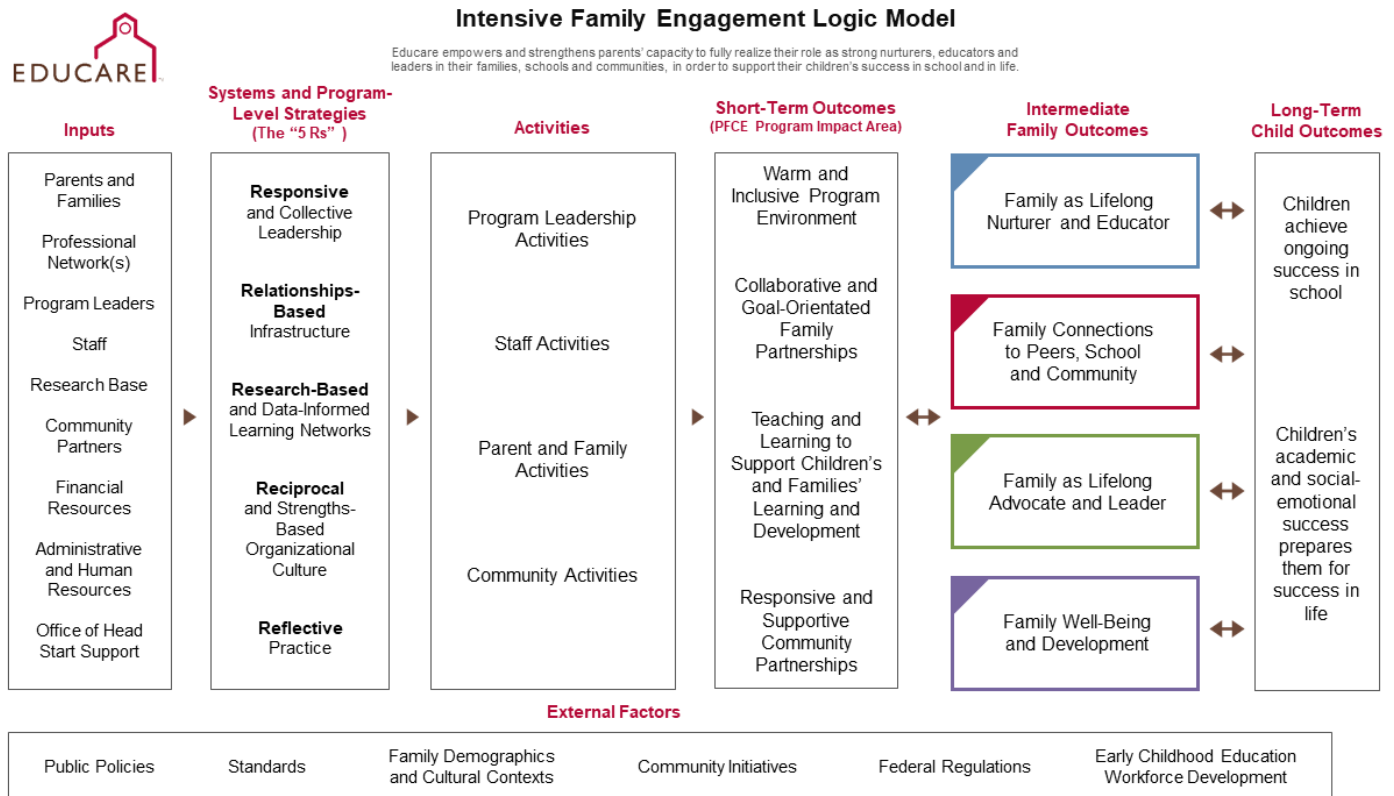 Intensive Family Engagement Logic Model
EDUCARE
Educare empowers and strengthens parents' capacity to fully realize their role as strong nurturers, educators and
leaders in their families, schools and communities, in order to support their children's success in school and in life.
Inputs
Parents and
Families
Professional
Network(s)
Program Leaders
Staff
Research Base
Community
Partners
Financial
Resources
Administrative
and Human
Resources
Office of Head
Start Support
Systems and Program-
Level Strategies
(The "5 Rs" )
Responsive
and Collective
Leadership
Relationships-
Based
Infrastructure
Research-Based
and Data-Informed
Learning Networks
Reciprocal
and Strengths-
Based
Organizational
Culture
Reflective
Practice
Activities
Program Leadership
Activities
Staff Activities
Parent and Family
Activities
Community Activities
Short-Term Outcomes
(PFCE Program Impact Area)
Warm and
Inclusive Program
Environment
Collaborative and
Goal-Orientated
Family
Partnerships
Teaching and
Learning to
Support Children's
and Families'
Learning and
Development
Responsive and
Supportive
Community
Partnerships
Intermediate
Family Outcomes
Family as Lifelong
Nurturer and Educator
Family Connections
to Peers, School
and Community
Family as Lifelong
Advocate and Leader
Family Well-Being
and Development
Long-Term
Child Outcomes
Children
achieve
ongoing
success in
school
Children's
academic
and social-
emotional
success
prepares
them for
success in
life
External Factors
Public Policies
Standards
Family Demographics
and Cultural Contexts
Community Initiatives
Federal Regulations
Early Childhood Education
Workforce Development